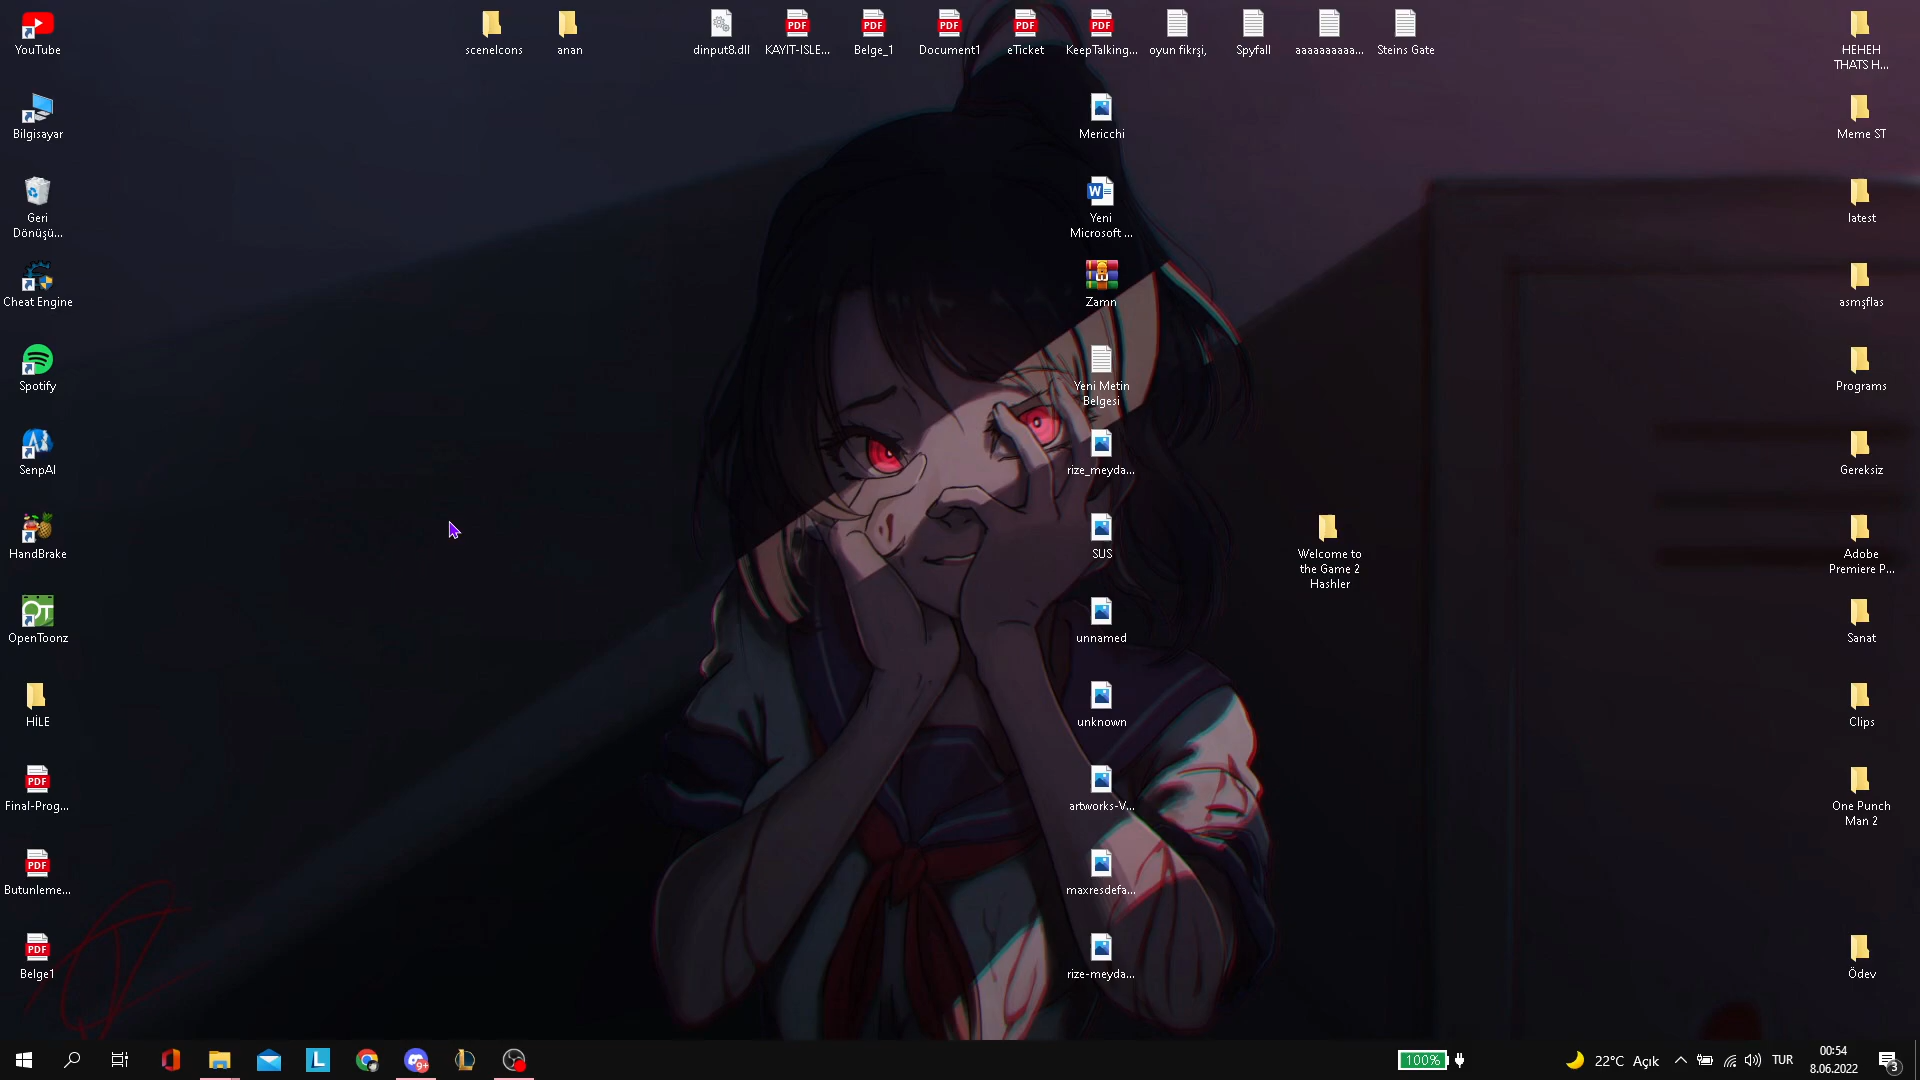 YouTube
sceneIcons
anan
dinput8.dll
KAYIT-ISLE...
Belge_1
Document1
eTicket
KeepTalking...
oyun fikrşi,
Spyfall
aaaaaaaaaa...
Steins Gate
HEHEH
THATS H...
Bilgisayar
Mericchi
Meme ST
Geri
Dönüşü...
Yeni
Microsoft ...
latest
Cheat Engine
Zamn
asmşflas
Spotify
Yeni Metin
Belgesi
Programs
SenpAI
rize_meyda...
Gereksiz
HandBrake
SUS
Welcome to
the Game 2
Hashler
Adobe
Premiere P...
OpenToonz
unnamed
Sanat
HİLE
unknown
Clips
Final-Prog...
artworks-V...
One Punch
Man 2
Butunleme...
maxresdefa...
Belge1
rize-meyda...
Ödev
9+
100%
22°C Açık
TUR
00:54
8.06.2022
3